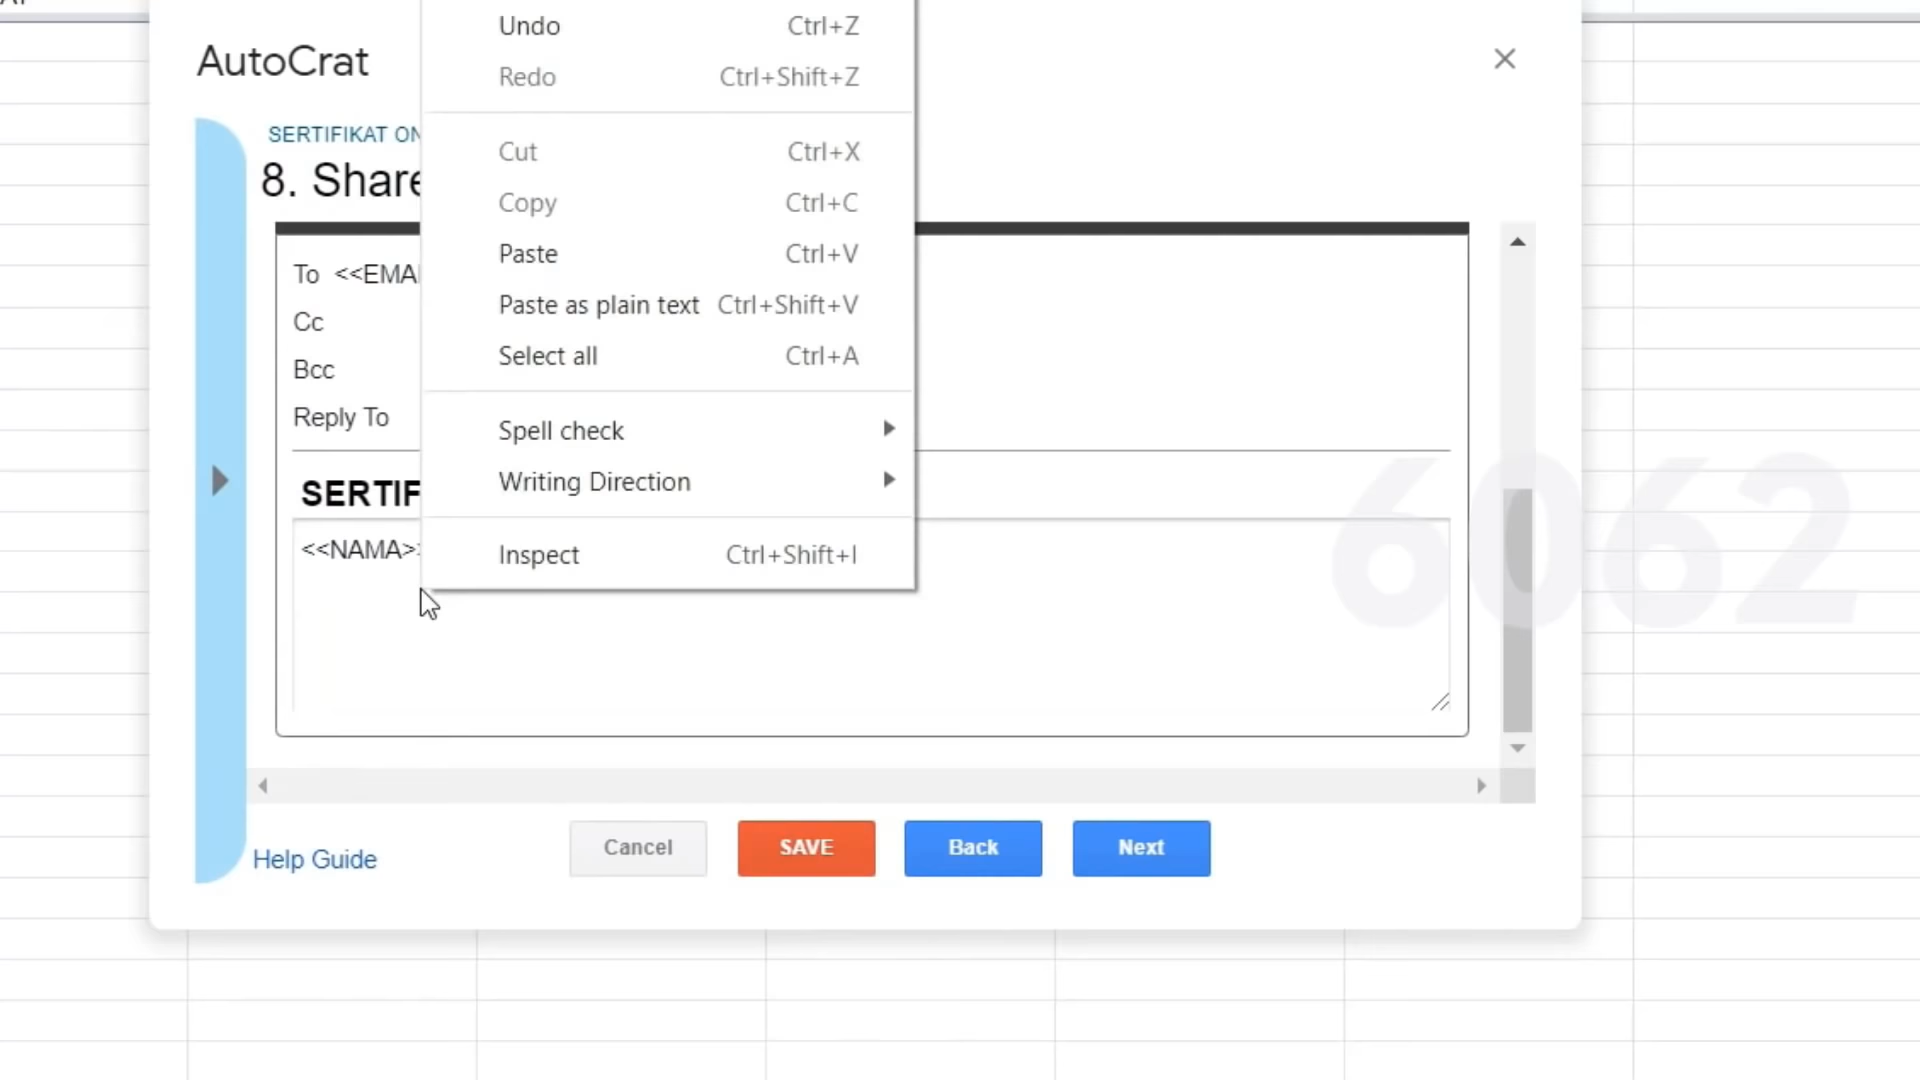 AutoCrat
SERTIFIKAT ON
8. Share
To <<EMAI
Cc
Bcc
Reply To
SERTIF
<<NAMA>>
Undo Ctrl+Z
Redo Ctrl+Shift+Z
Cut Ctrl+X
Copy Ctrl+C
Paste Ctrl+V
Paste as plain text Ctrl+Shift+V
Select all Ctrl+A
Spell check
Writing Direction
Inspect Ctrl+Shift+I
6062
Help Guide
Cancel
SAVE
Back
Next